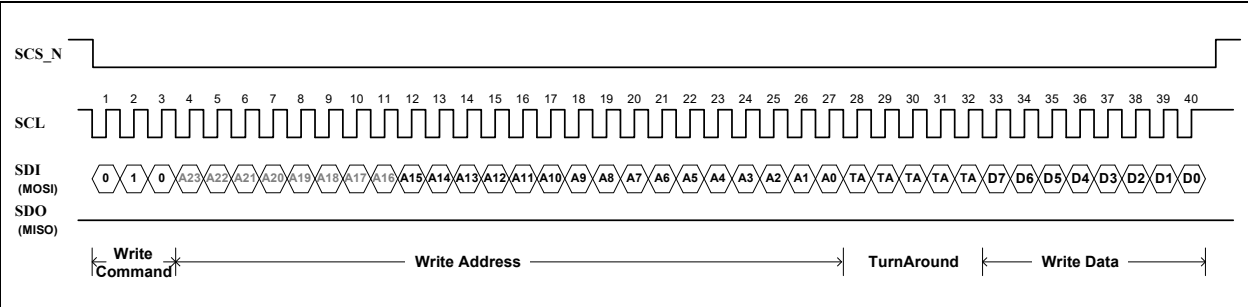 SCS_N
1 2 3 4 5 6 7 8 9 10 11 12 13 14 15 16 17 18 19 20 21 22 23 24 25 26 27 28 29 30 31 32 33 34 35 36 37 38 39 40
SCL
SDI
(MOSI)
0 1 0 A23 A22 A21 A20 A19 A18 A17 A16 A15 A14 A13 A12 A11 A10 A9 A8 A7 A6 A5 A4 A3 A2 A1 A0 TA TA TA TA TA D7 D6 D5 D4 D3 D2 D1 D0
SDO
(MISO)
Write
Command
Write Address
TurnAround
Write Data